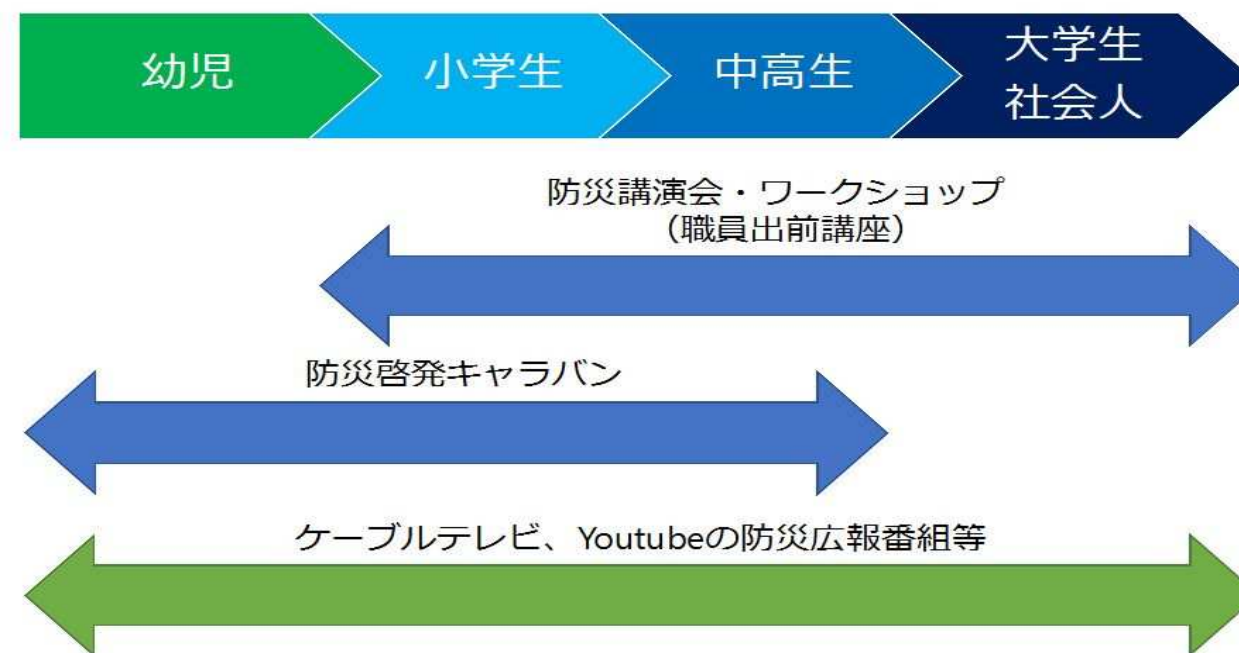 幼児
小学生
中高生
大学生
社会人
防災講演会・ワークショップ
（職員出前講座）
防災啓発キャラバン
ケーブルテレビ、Youtubeの防災広報番組等